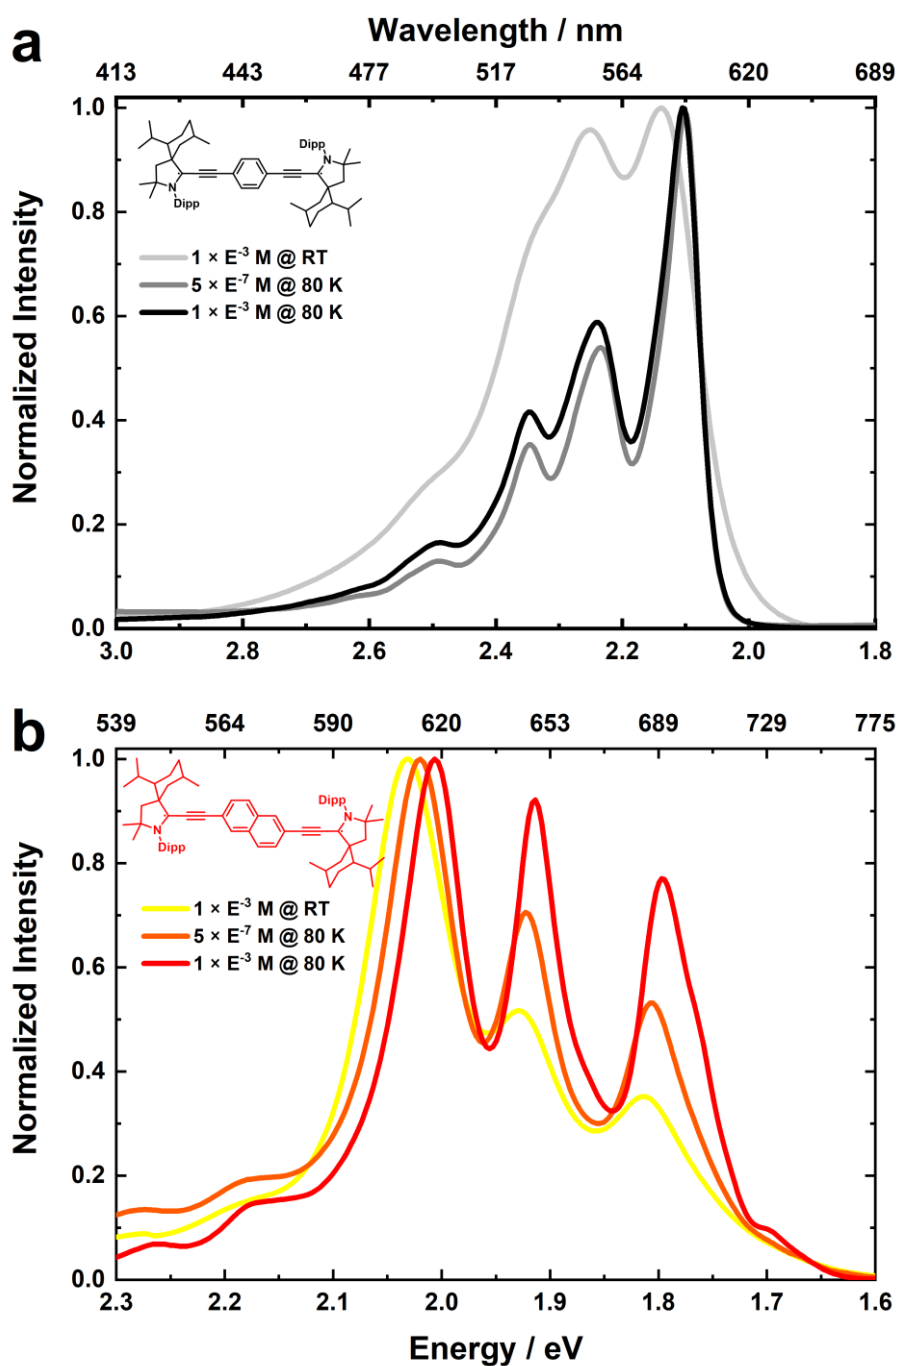 a
Wavelength / nm
413 443 477 517 564 620 689
1.0
0.8
0.6
0.4
0.2
0.0
Normalized Intensity
Dipp
N
N
Dipp
1 × E-3 M @ RT
5 × E-7 M @ 80 K
1 × E-3 M @ 80 K
3.0 2.8 2.6 2.4 2.2 2.0 1.8
b
539 564 590 620 653 689 729 775
1.0
0.8
0.6
0.4
0.2
0.0
Normalized Intensity
Dipp
N
N
Dipp
1 × E-3 M @ RT
5 × E-7 M @ 80 K
1 × E-3 M @ 80 K
2.3 2.2 2.1 2.0 1.9 1.8 1.7 1.6
Energy / eV